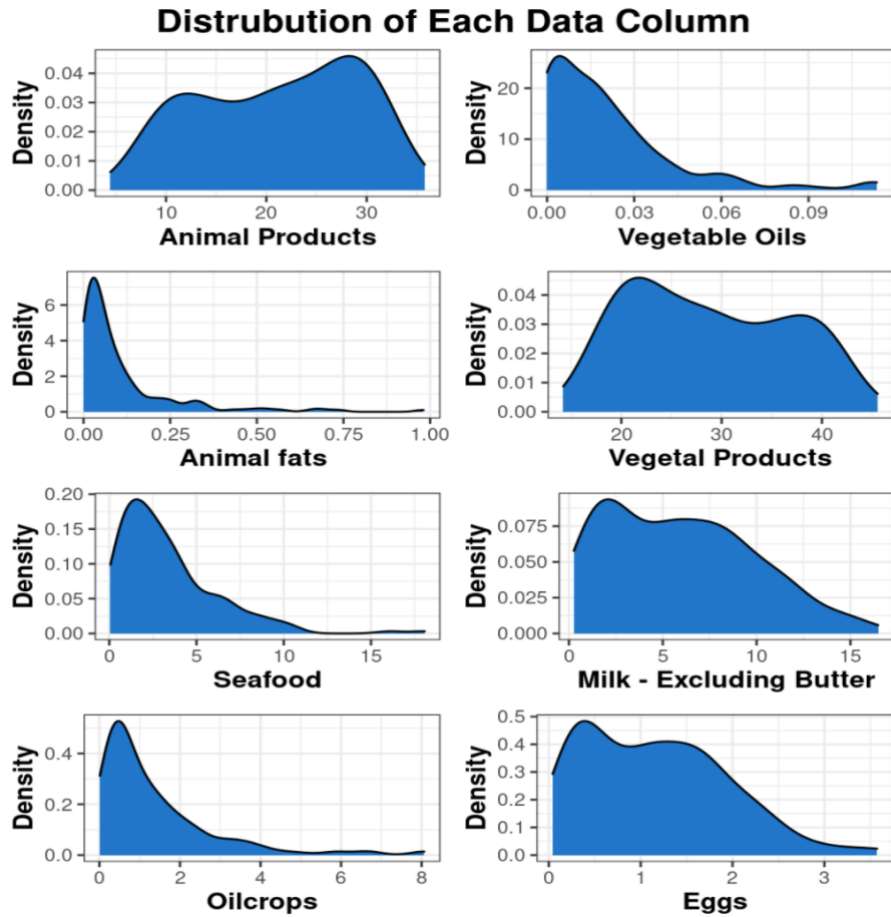 Distrubution of Each Data Column
Density
0.04
0.03
0.02
0.01
0.00
10 20 30
Animal Products
Density
20
10
0
0.00 0.03 0.06 0.09
Vegetable Oils
Density
6
4
2
0
0.00 0.25 0.50 0.75 1.00
Animal fats
Density
0.04
0.03
0.02
0.01
0.00
20 30 40
Vegetal Products
Density
0.20
0.15
0.10
0.05
0.00
0 5 10 15
Seafood
Density
0.075
0.050
0.025
0.000
0 5 10 15
Milk - Excluding Butter
Density
0.4
0.2
0.0
0 2 4 6 8
Oilcrops
Density
0.5
0.4
0.3
0.2
0.1
0.0
0 1 2 3
Eggs